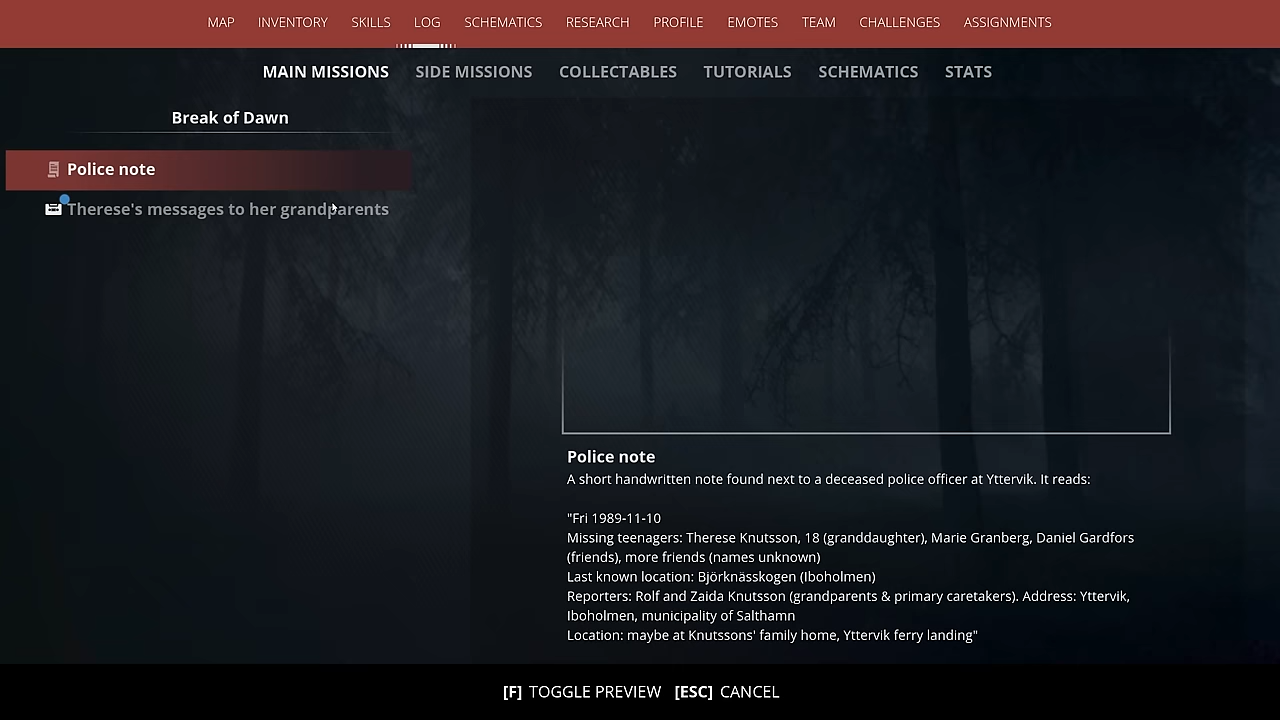 MAP INVENTORY SKILLS LOG SCHEMATICS RESEARCH PROFILE EMOTES TEAM CHALLENGES ASSIGNMENTS
MAIN MISSIONS SIDE MISSIONS COLLECTABLES TUTORIALS SCHEMATICS STATS
Break of Dawn
Police note
Therese's messages to her grandparents
Police note
A short handwritten note found next to a deceased police officer at Yttervik. It reads:
"Fri 1989-11-10
Missing teenagers: Therese Knutsson, 18 (granddaughter), Marie Granberg, Daniel Gardfors
(friends), more friends (names unknown)
Last known location: Björknässkogen (Iboholmen)
Reporters: Rolf and Zaida Knutsson (grandparents & primary caretakers). Address: Yttervik,
Iboholmen, municipality of Salthamn
Location: maybe at Knutssons' family home, Yttervik ferry landing"
[F] TOGGLE PREVIEW [ESC] CANCEL